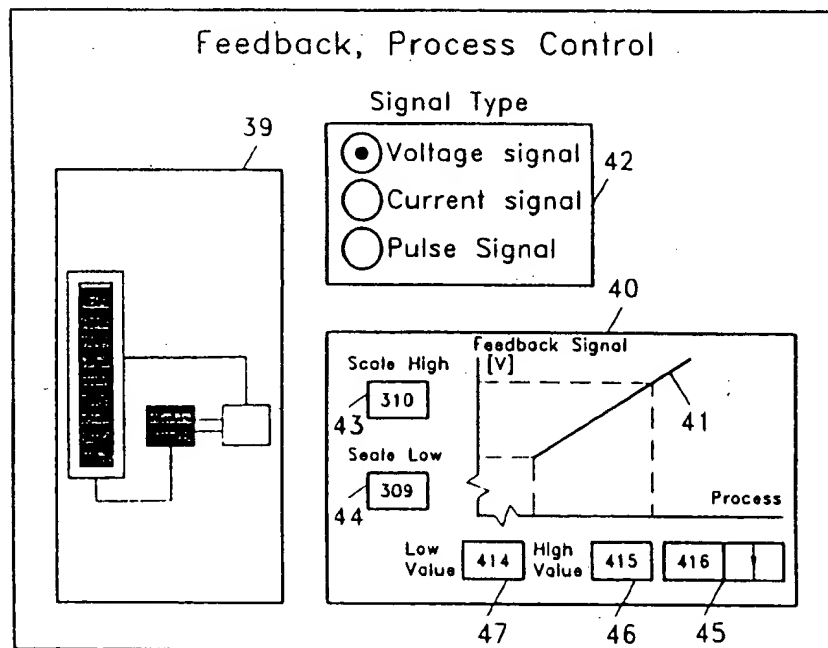 Feedback, Process Control
Signal Type
39
Voltage signal
42
Current signal
Pulse Signal
40
Feedback Signal
[V]
Scale High
310
43
41
Scale Low
309
44
Process
Low Value
414
High Value
415
416
47
46
45